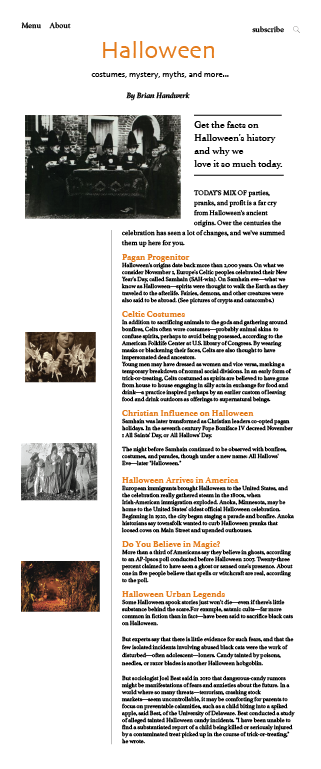 Menu About
subscribe
Halloween
costumes, mystery, myths, and more...
By Brian Handwerk
Get the facts on
Halloween's history
and why we
love it so much today.
TODAY'S MIX OF parties,
pranks, and profit is a far cry
from Halloween's ancient
origins. Over the centuries the
celebration has seen a lot of changes, and we've summed
them up here for you.
Pagan Progenitor
Halloween's origins date back more than 2,000 years. On what we
consider November 1, Europe's Celtic peoples celebrated their New
Year's Day, called Samhain (SAH-win). On Samhain eve—what we
know as Halloween—spirits were thought to walk the Earth as they
traveled to the afterlife. Fairies, demons, and other creatures were
also said to be abroad. (See pictures of crypts and catacombs.)
Celtic Costumes
In addition to sacrificing animals to the gods and gathering around
bonfires, Celts often wore costumes—probably animal skins to
confuse spirits, perhaps to avoid being possessed, according to the
American Folklife Center at U.S. library of Congress. By wearing
masks or blackening their faces, Celts are also thought to have
impersonated dead ancestors.
Young men may have dressed as women and vice versa, marking a
temporary breakdown of normal social divisions. In an early form of
trick-or-treating, Celts costumed as spirits are believed to have gone
from house to house engaging in silly acts in exchange for food and
drink—a practice inspired perhaps by an earlier custom of leaving
food and drink outdoors as offerings to supernatural beings.
Christian Influence on Halloween
Samhain was later transformed as Christian leaders co-opted pagan
holidays. In the seventh century Pope Boniface IV decreed November
1 All Saints' Day, or All Hallows' Day.
The night before Samhain continued to be observed with bonfires,
costumes, and parades, though under a new name: All Hallows'
Eve—later "Halloween."
Halloween Arrives in America
European immigrants brought Halloween to the United States, and
the celebration really gathered steam in the 1800s, when
Irish-American immigration exploded. Anoka, Minnesota, may be
home to the United States' oldest official Halloween celebration.
Beginning in 1920, the city began staging a parade and bonfire. Anoka
historians say townsfolk wanted to curb Halloween pranks that
loosed cows on Main Street and upended outhouses.
Do You Believe in Magic?
More than a third of Americans say they believe in ghosts, according
to an AP-Ipsos poll conducted before Halloween 2007. Twenty-three
percent claimed to have seen a ghost or sensed one's presence. About
one in five people believe that spells or witchcraft are real, according
to the poll.
Halloween Urban Legends
Some Halloween spook stories just won't die—even if there's little
substance behind the scare.For example, satanic cults—far more
common in fiction than in fact—have been said to sacrifice black cats
on Halloween.
But experts say that there is little evidence for such fears, and that the
few isolated incidents involving abused black cats were the work of
disturbed—often adolescent—loners. Candy tainted by poisons,
needles, or razor blades is another Halloween hobgoblin.
But sociologist Joel Best said in 2010 that dangerous-candy rumors
might be manifestations of fears and anxieties about the future. In a
world where so many threats—terrorism, crashing stock
markets—seem uncontrollable, it may be comforting for parents to
focus on preventable calamities, such as a child biting into a spiked
apple, said Best, of the University of Delaware. Best conducted a study
of alleged tainted Halloween candy incidents. "I have been unable to
find a substantiated report of a child being killed or seriously injured
by a contaminated treat picked up in the course of trick-or-treating,"
he wrote.